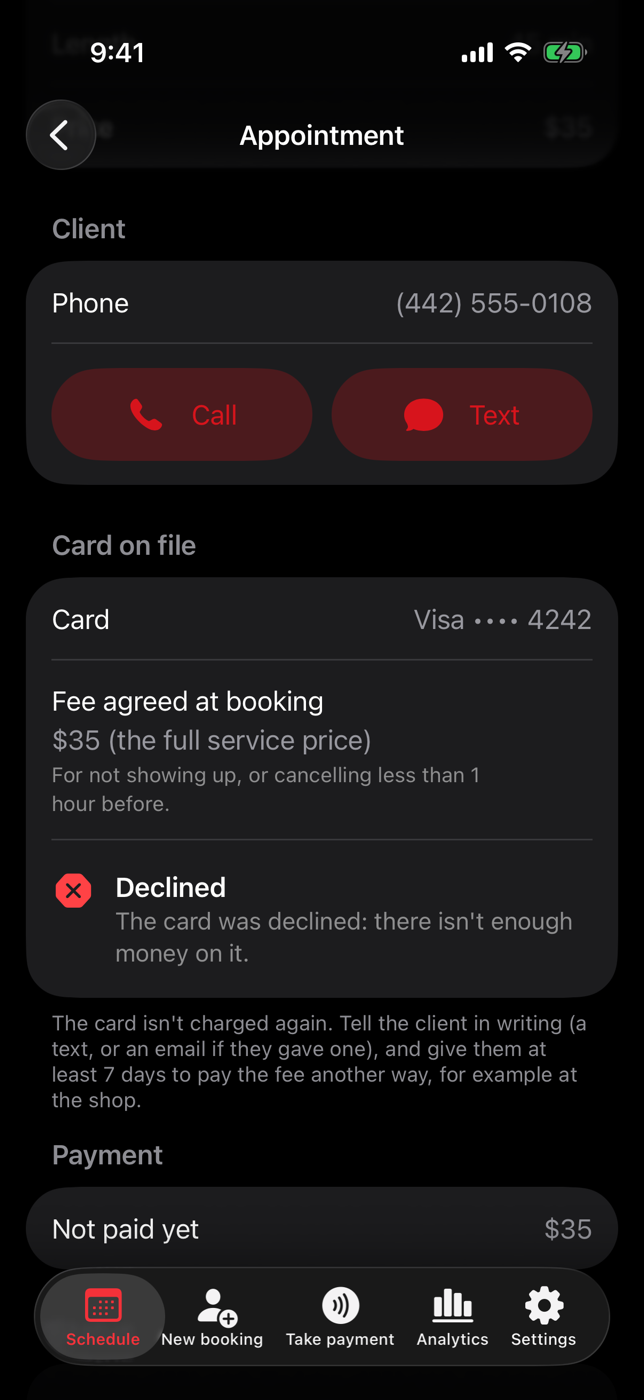 9:41
$35
Appointment
Client
Phone
(442) 555-0108
Call
Text
Card on file
Card
Visa •••• 4242
Fee agreed at booking
$35 (the full service price)
For not showing up, or cancelling less than 1
hour before.
Declined
The card was declined: there isn't enough
money on it.
The card isn't charged again. Tell the client in writing (a
text, or an email if they gave one), and give them at
least 7 days to pay the fee another way, for example at
the shop.
Payment
Not paid yet
$35
Schedule
New booking
Take payment
Analytics
Settings